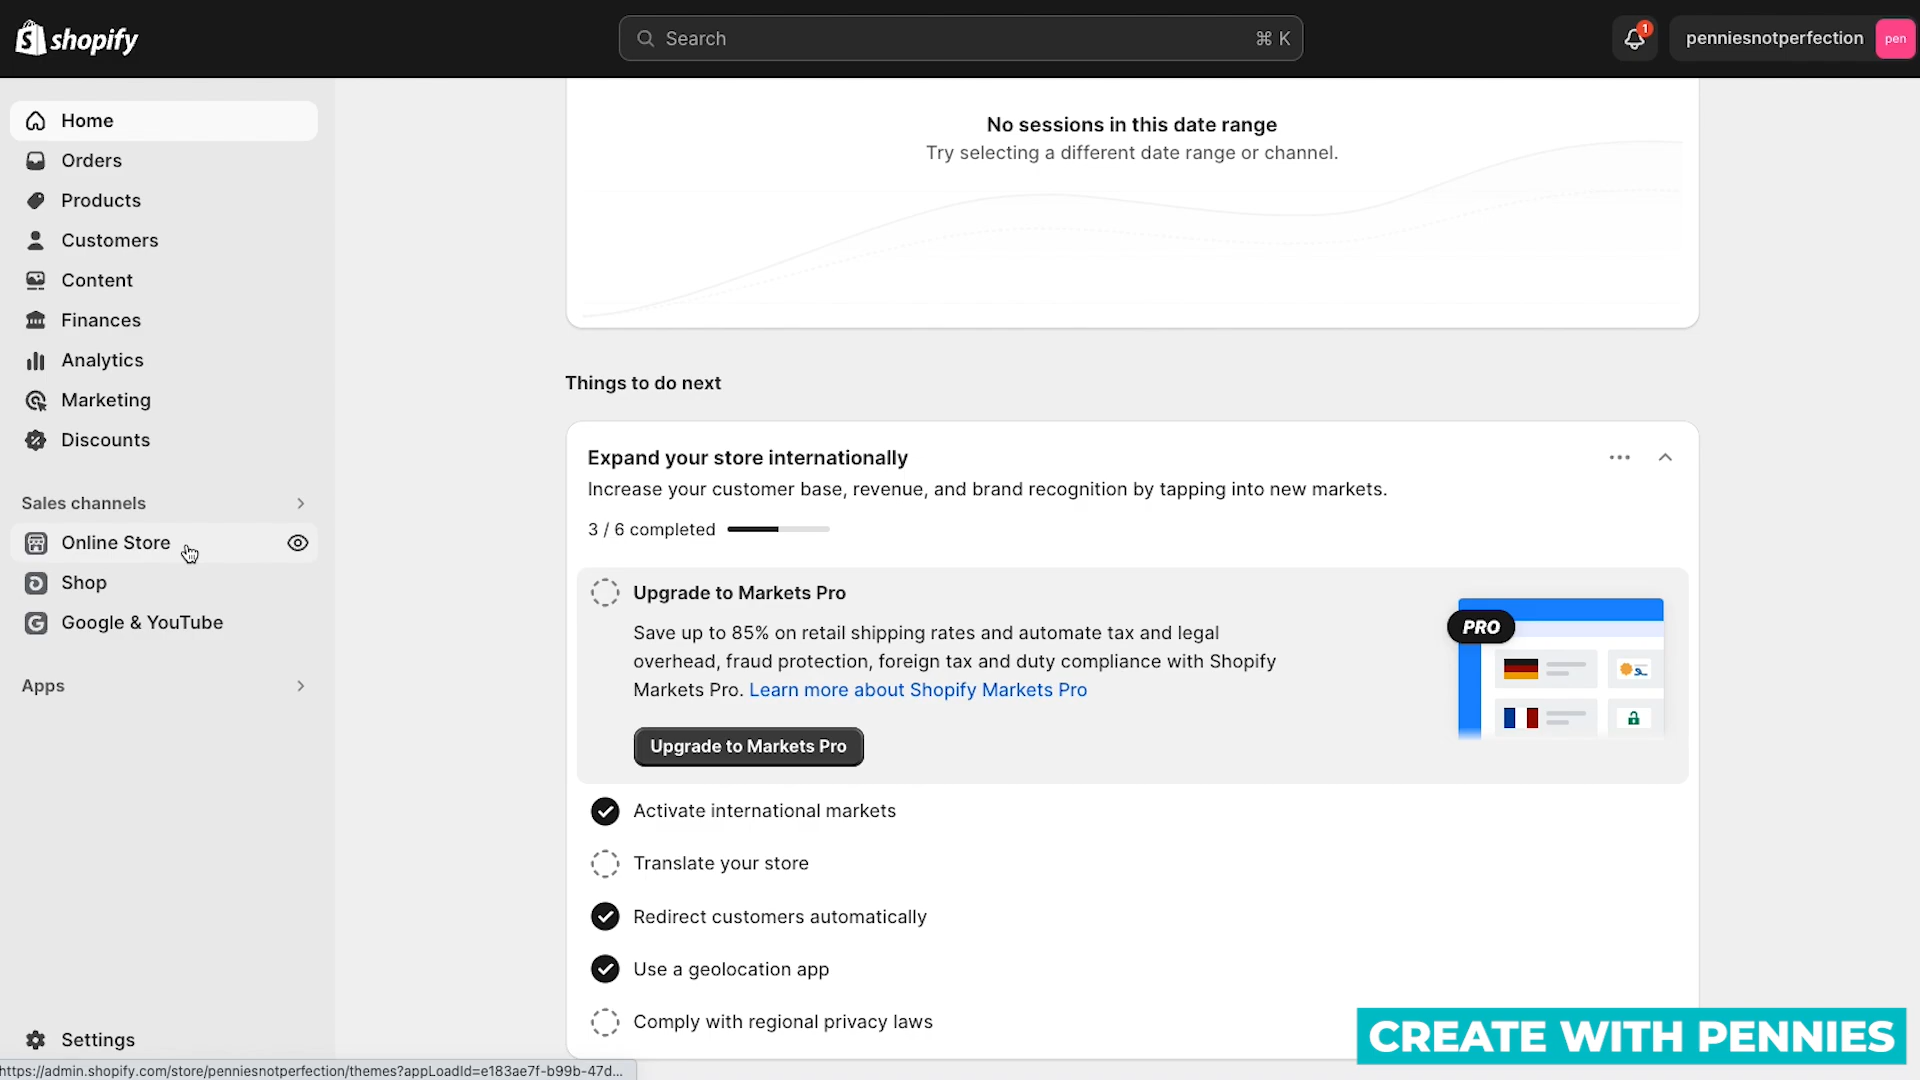 shopify
Search
⌘ K
1
penniesnotperfection
pen
Home
Orders
Products
Customers
Content
Finances
Analytics
Marketing
Discounts
Sales channels
Online Store
Shop
Google & YouTube
Apps
Settings
https://admin.shopify.com/store/penniesnotperfection/themes?appLoadId=e183ae7f-b99b-47d...
No sessions in this date range
Try selecting a different date range or channel.
Things to do next
Expand your store internationally
Increase your customer base, revenue, and brand recognition by tapping into new markets.
3 / 6 completed
Upgrade to Markets Pro
Save up to 85% on retail shipping rates and automate tax and legal
overhead, fraud protection, foreign tax and duty compliance with Shopify
Markets Pro. Learn more about Shopify Markets Pro
Upgrade to Markets Pro
PRO
Activate international markets
Translate your store
Redirect customers automatically
Use a geolocation app
Comply with regional privacy laws
CREATE WITH PENNIES